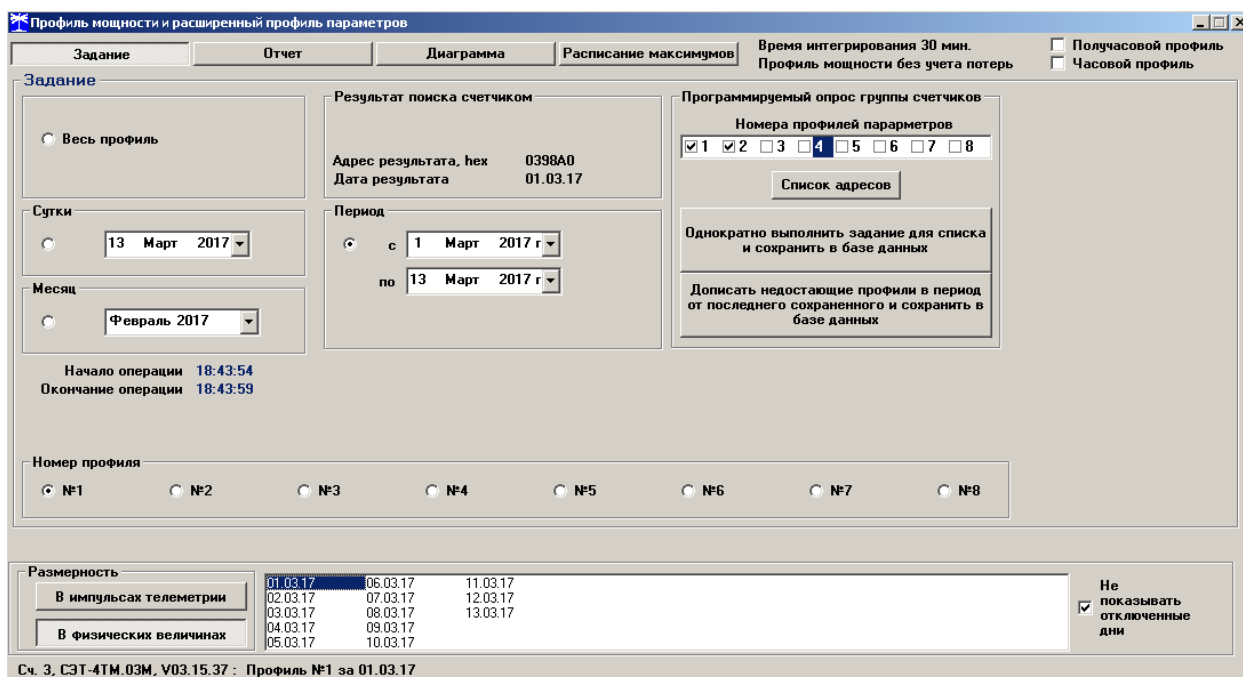 Профиль мощности и расширенный профиль параметров
Задание
Отчет
Диаграмма
Расписание максимумов
Время интегрирования 30 мин.
Профиль мощности без учета потерь
Получасовой профиль
Часовой профиль
Задание
Весь профиль
Результат поиска счетчиком
Адрес результата, hex 0398A0
Дата результата 01.03.17
Программируемый опрос группы счетчиков
Номера профилей парарметров
1 2 3 4 5 6 7 8
Список адресов
Однократно выполнить задание для списка
и сохранить в базе данных
Дописать недостающие профили в период
от последнего сохраненного и сохранить в
базе данных
Сутки
13 Март 2017
Период
с 1 Март 2017 г
по 13 Март 2017 г
Месяц
Февраль 2017
Начало операции 18:43:54
Окончание операции 18:43:59
Номер профиля
№1 №2 №3 №4 №5 №6 №7 №8
Размерность
В импульсах телеметрии
В физических величинах
01.03.17 06.03.17 11.03.17
02.03.17 07.03.17 12.03.17
03.03.17 08.03.17 13.03.17
04.03.17 09.03.17
05.03.17 10.03.17
Не
показывать
отключенные
дни
Сч. 3, СЭТ-4ТМ.03М, V03.15.37 : Профиль №1 за 01.03.17